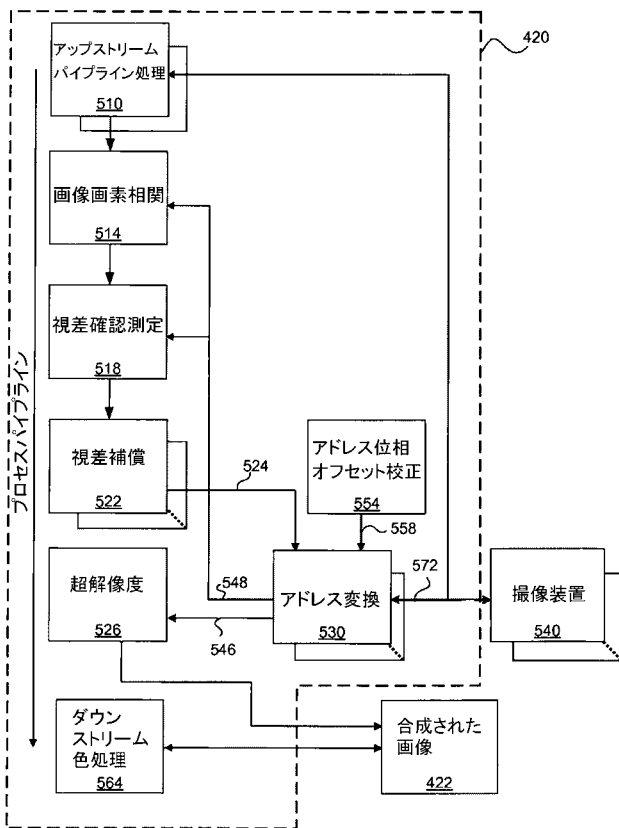 420
アップストリーム
パイプライン処理
510
画像画素相関
514
視差確認測定
518
プロセスパイプライン
視差補償
522
524
アドレス位相
オフセット校正
554
558
超解像度
526
548
546
アドレス変換
530
572
撮像装置
540
ダウン
ストリーム
色処理
564
合成された
画像
422